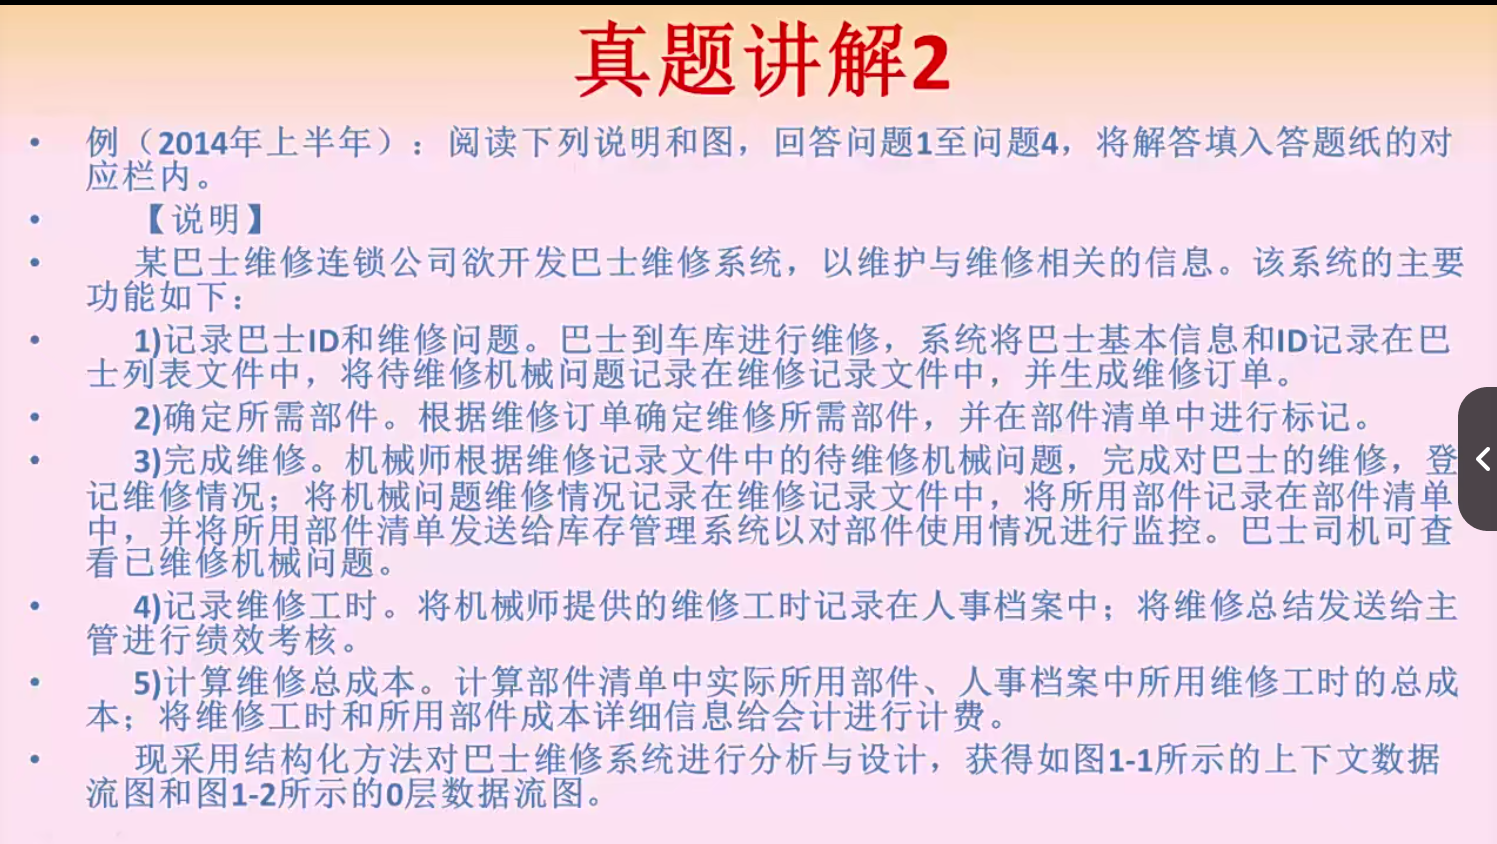 真题讲解2
• 例（2014年上半年）：阅读下列说明和图，回答问题1至问题4，将解答填入答题纸的对
应栏内。
• 【说明】
• 某巴士维修连锁公司欲开发巴士维修系统，以维护与维修相关的信息。该系统的主要
功能如下：
• 1)记录巴士ID和维修问题。巴士到车库进行维修，系统将巴士基本信息和ID记录在巴
士列表文件中，将待维修机械问题记录在维修记录文件中，并生成维修订单。
• 2)确定所需部件。根据维修订单确定维修所需部件，并在部件清单中进行标记。
• 3)完成维修。机械师根据维修记录文件中的待维修机械问题，完成对巴士的维修，登
记维修情况；将机械问题维修情况记录在维修记录文件中，将所用部件记录在部件清单
中，并将所用部件清单发送给库存管理系统以对部件使用情况进行监控。巴士司机可查
看已维修机械问题。
• 4)记录维修工时。将机械师提供的维修工时记录在人事档案中；将维修总结发送给主
管进行绩效考核。
• 5)计算维修总成本。计算部件清单中实际所用部件、人事档案中所用维修工时的总成
本；将维修工时和所用部件成本详细信息给会计进行计费。
• 现采用结构化方法对巴士维修系统进行分析与设计，获得如图1-1所示的上下文数据
流图和图1-2所示的0层数据流图。